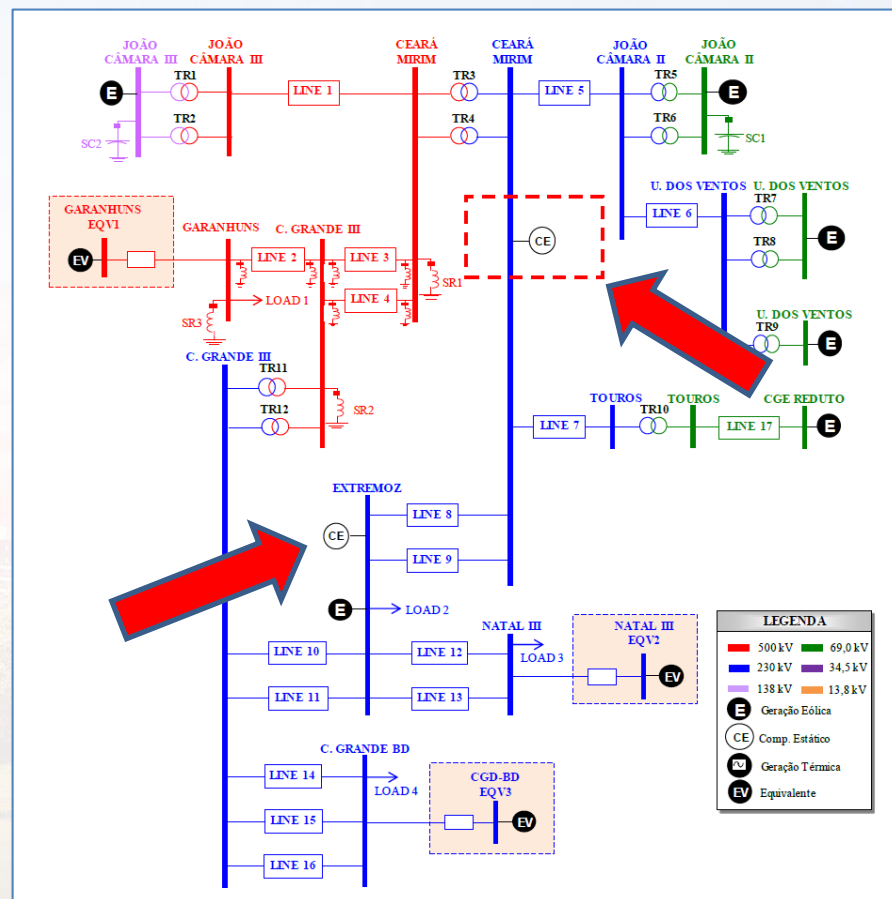 JOÃO
CÂMARA III
JOÃO
CÂMARA III
CEARÁ
MIRIM
CEARÁ
MIRIM
JOÃO
CÂMARA II
JOÃO
CÂMARA II
TR1
TR3
TR5
E
LINE 1
LINE 5
E
TR2
TR4
TR6
SC2
SC1
U. DOS VENTOS
U. DOS VENTOS
TR7
GARANHUNS
EQV1
GARANHUNS
C. GRANDE III
LINE 6
CE
TR8
E
EV
LINE 2
LINE 3
SR1
LINE 4
LOAD 1
SR3
U. DOS VENTOS
TR9
E
C. GRANDE III
TR11
SR2
TR12
TOUROS
TOUROS
CGE REDUTO
TR10
LINE 7
LINE 17
E
EXTREMOZ
LINE 8
CE
LINE 9
E
LOAD 2
NATAL III
NATAL III
EQV2
LINE 10
LINE 12
LOAD 3
EV
LINE 11
LINE 13
C. GRANDE BD
CGD-BD
EQV3
LINE 14
LOAD 4
LINE 15
EV
LINE 16
LEGENDA
500 kV
69,0 kV
230 kV
34,5 kV
138 kV
13,8 kV
E Geração Eólica
CE Comp. Estático
Geração Térmica
EV Equivalente